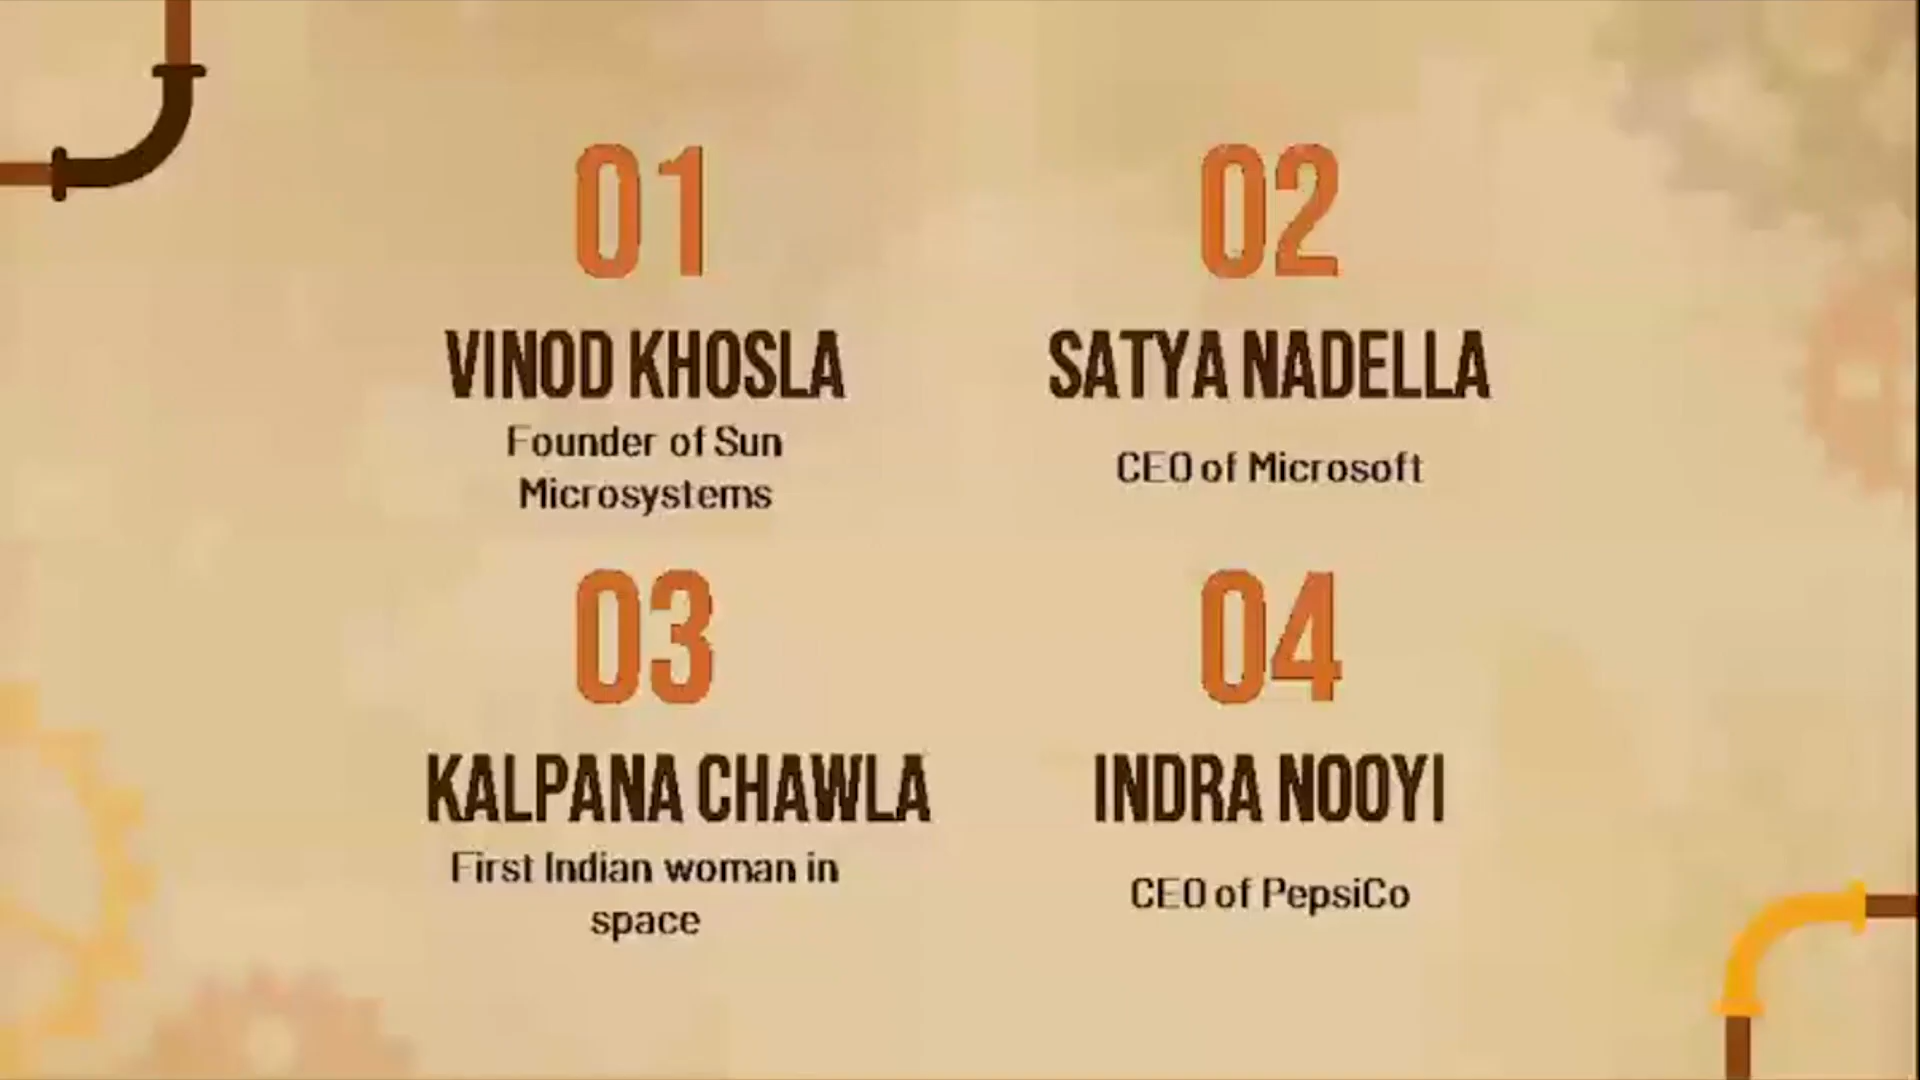 01
VINOD KHOSLA
Founder of Sun
Microsystems
02
SATYA NADELLA
CEO of Microsoft
03
KALPANA CHAWLA
First Indian woman in
space
04
INDRA NOOYI
CEO of PepsiCo